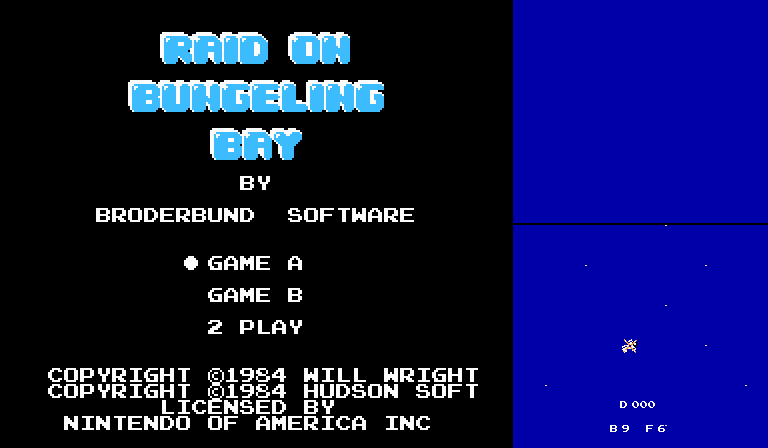 RAID ON
BUNGELING
BAY
BY
BRODERBUND SOFTWARE
GAME A
GAME B
2 PLAY
COPYRIGHT ©1984 WILL WRIGHT
COPYRIGHT ©1984 HUDSON SOFT
LICENSED BY
NINTENDO OF AMERICA INC
D 000
B 9 F 6